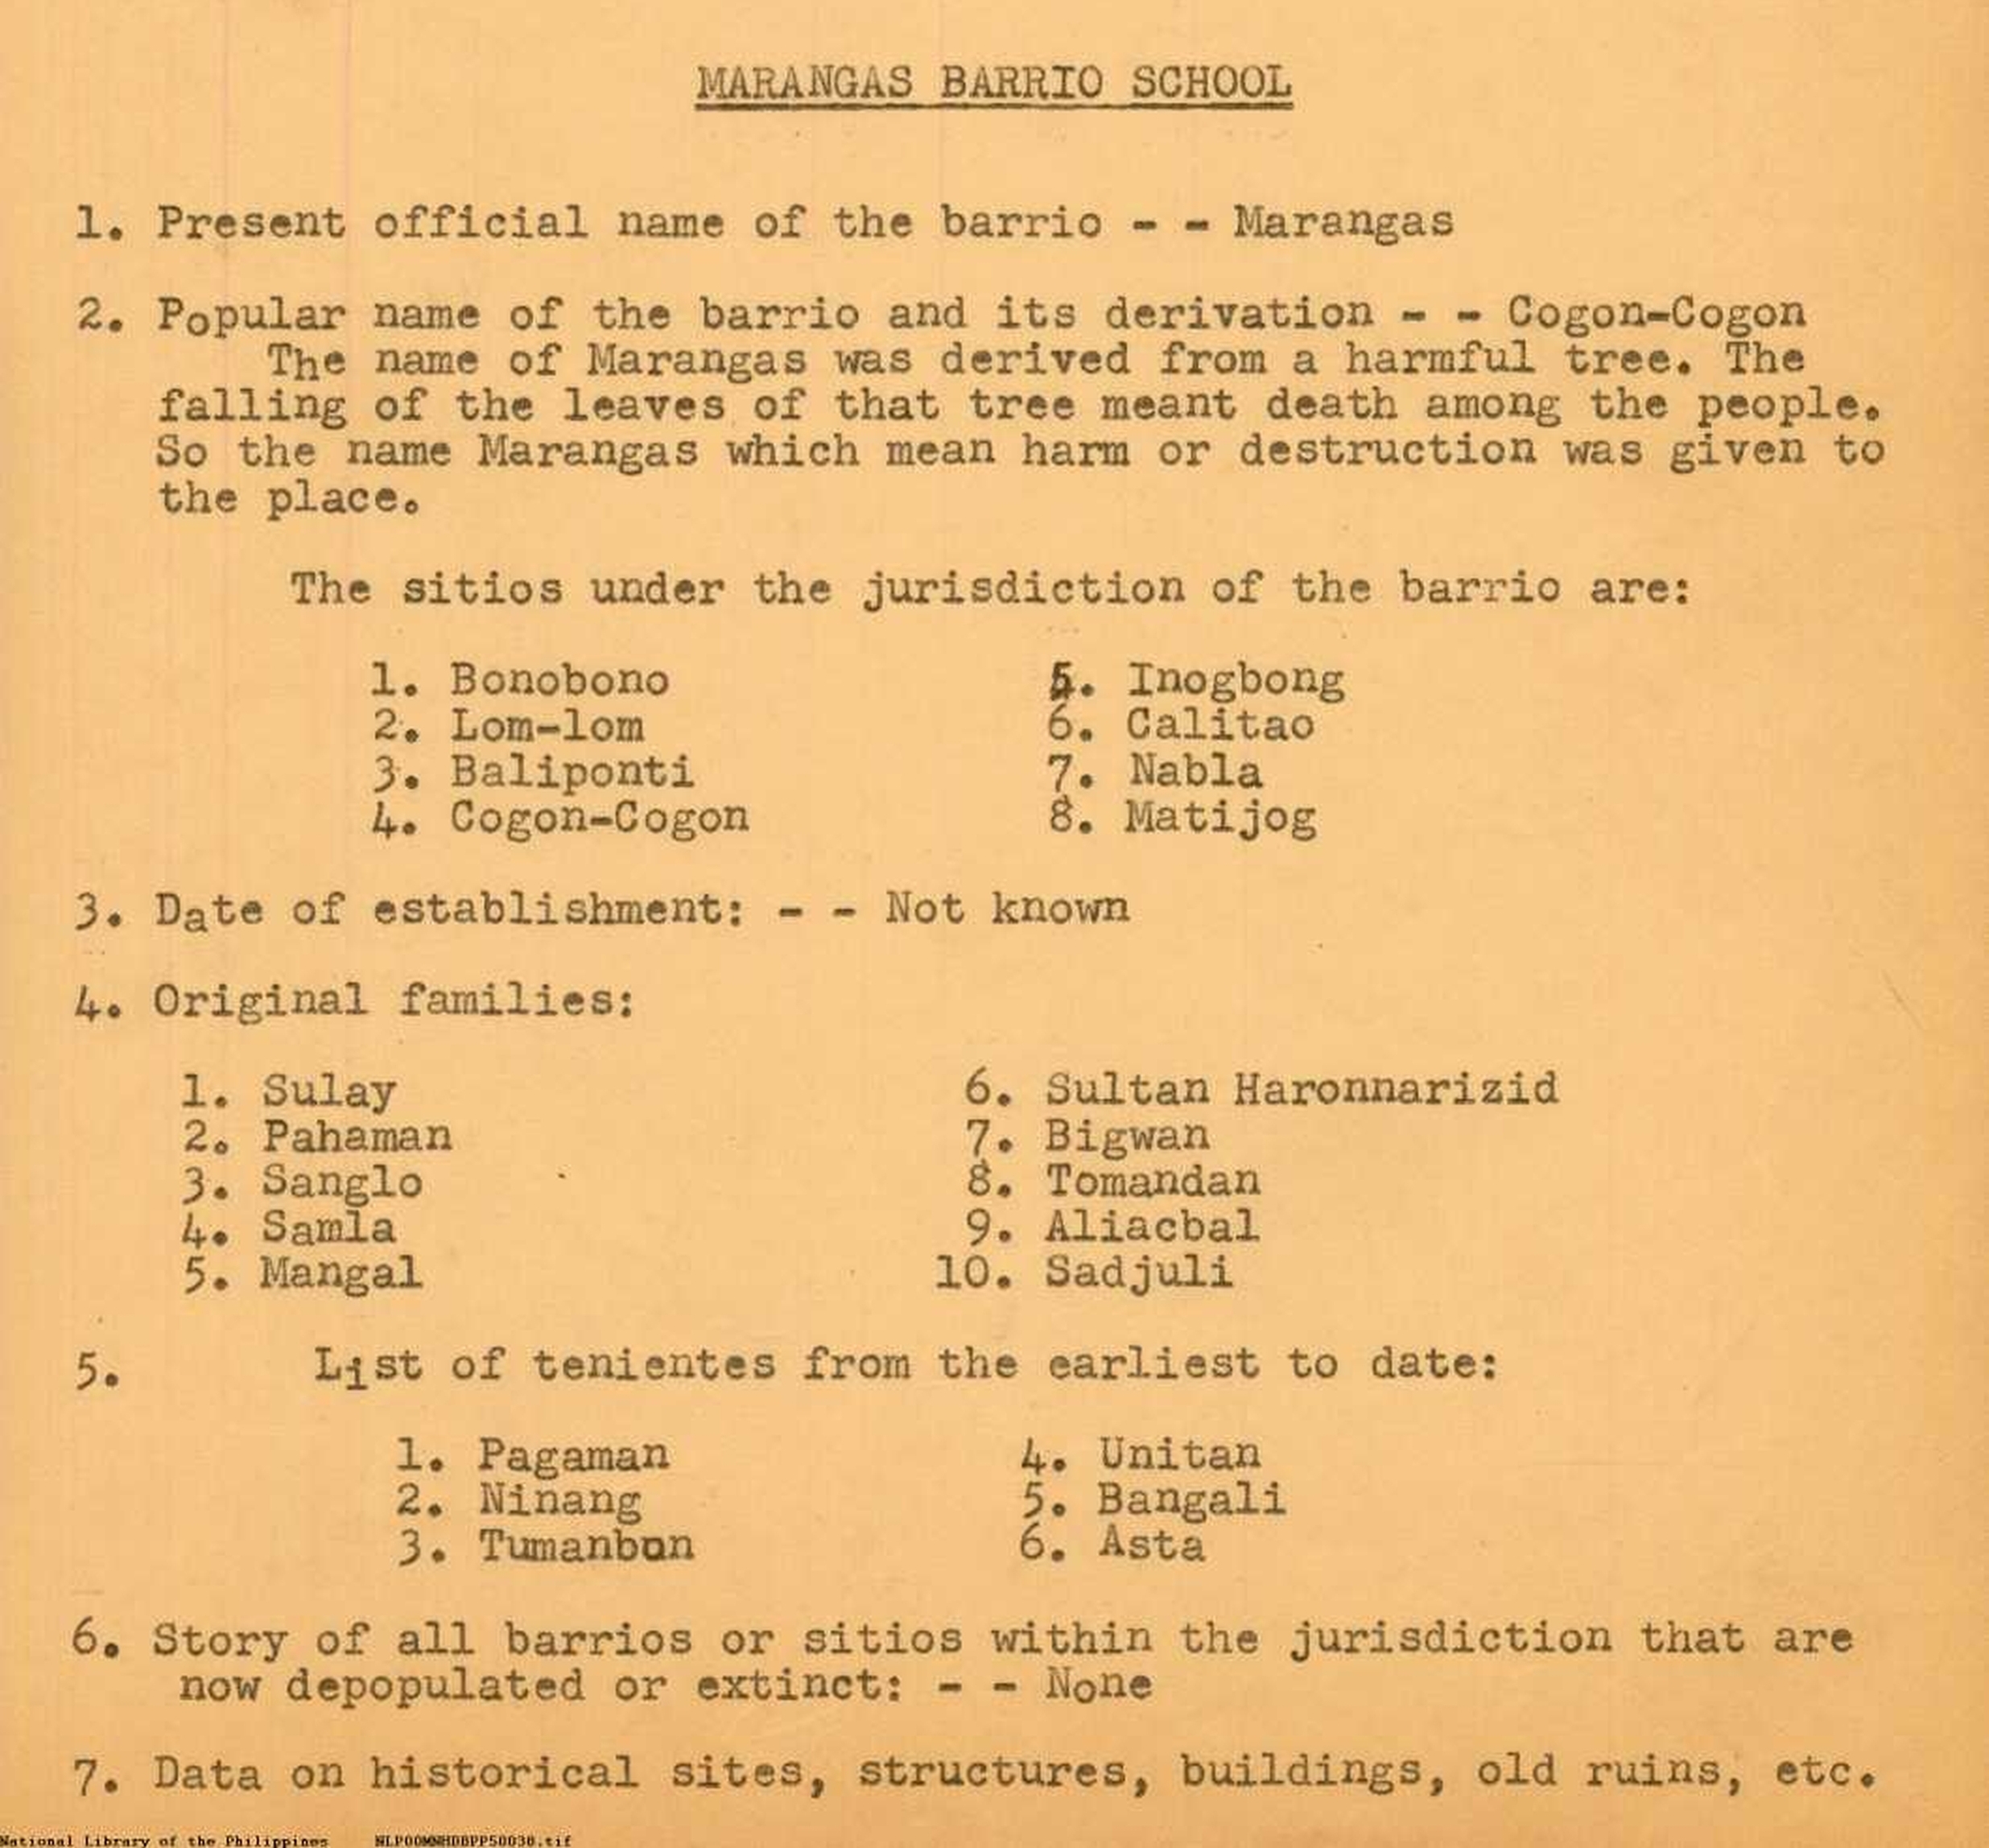 MARANGAS BARRIO SCHOOL
1. Present official name of the barrio - - Marangas
2. Popular name of the barrio and its derivation - - Cogon-Cogon
The name of Marangas was derived from a harmful tree. The
falling of the leaves of that tree meant death among the people.
So the name Marangas which mean harm or destruction was given to
the place.
The sitios under the jurisdiction of the barrio are:
1. Bonobono 5. Inogbong
2. Lom-lom 6. Calitao
3. Baliponti 7. Nabla
4. Cogon-Cogon 8. Matijog
3. Date of establishment: - - Not known
4. Original families:
1. Sulay 6. Sultan Haronnarizid
2. Pahaman 7. Bigwan
3. Sanglo 8. Tomandan
4. Samla 9. Aliacbal
5. Mangal 10. Sadjuli
5. List of tenientes from the earliest to date:
1. Pagaman 4. Unitan
2. Ninang 5. Bangali
3. Tumanbon 6. Asta
6. Story of all barrios or sitios within the jurisdiction that are
now depopulated or extinct: - - None
7. Data on historical sites, structures, buildings, old ruins, etc.
National Library of the Philippines